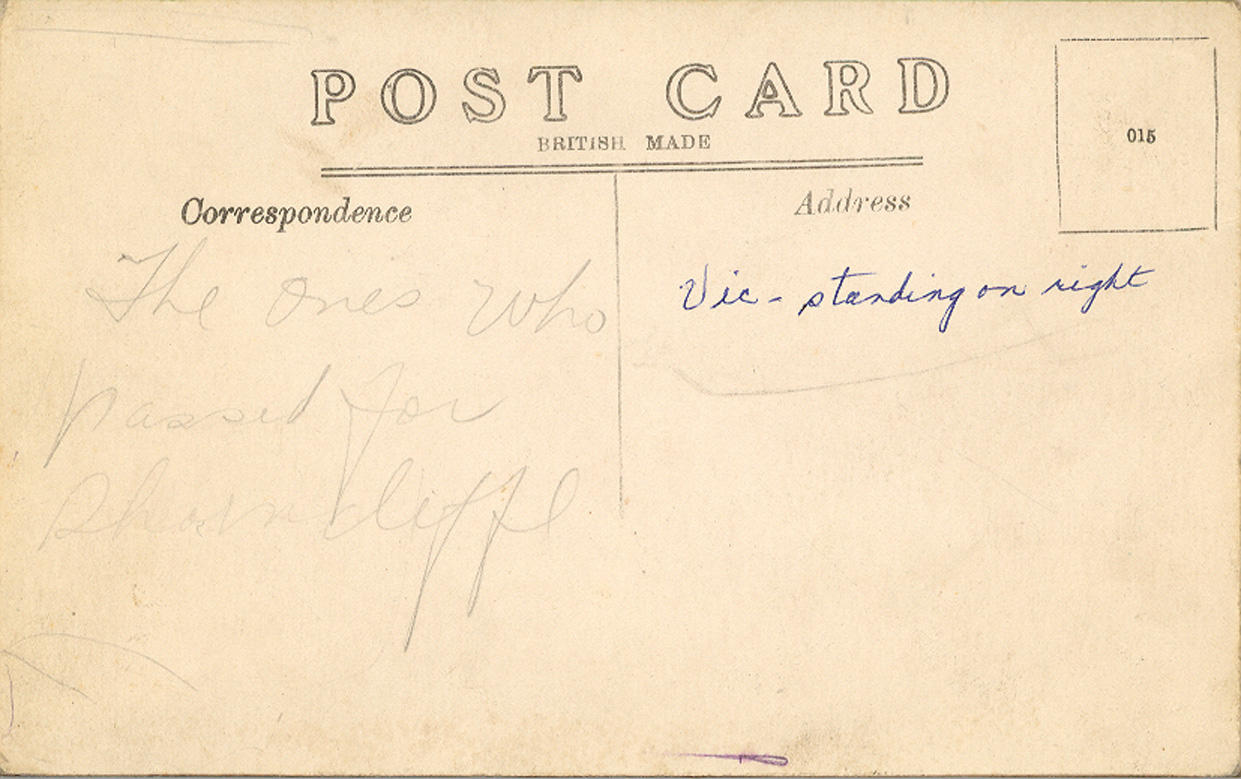 POST CARD
BRITISH MADE
015
Correspondence
Address
The ones who
passed for
Shorncliffe
Vic - standing on right